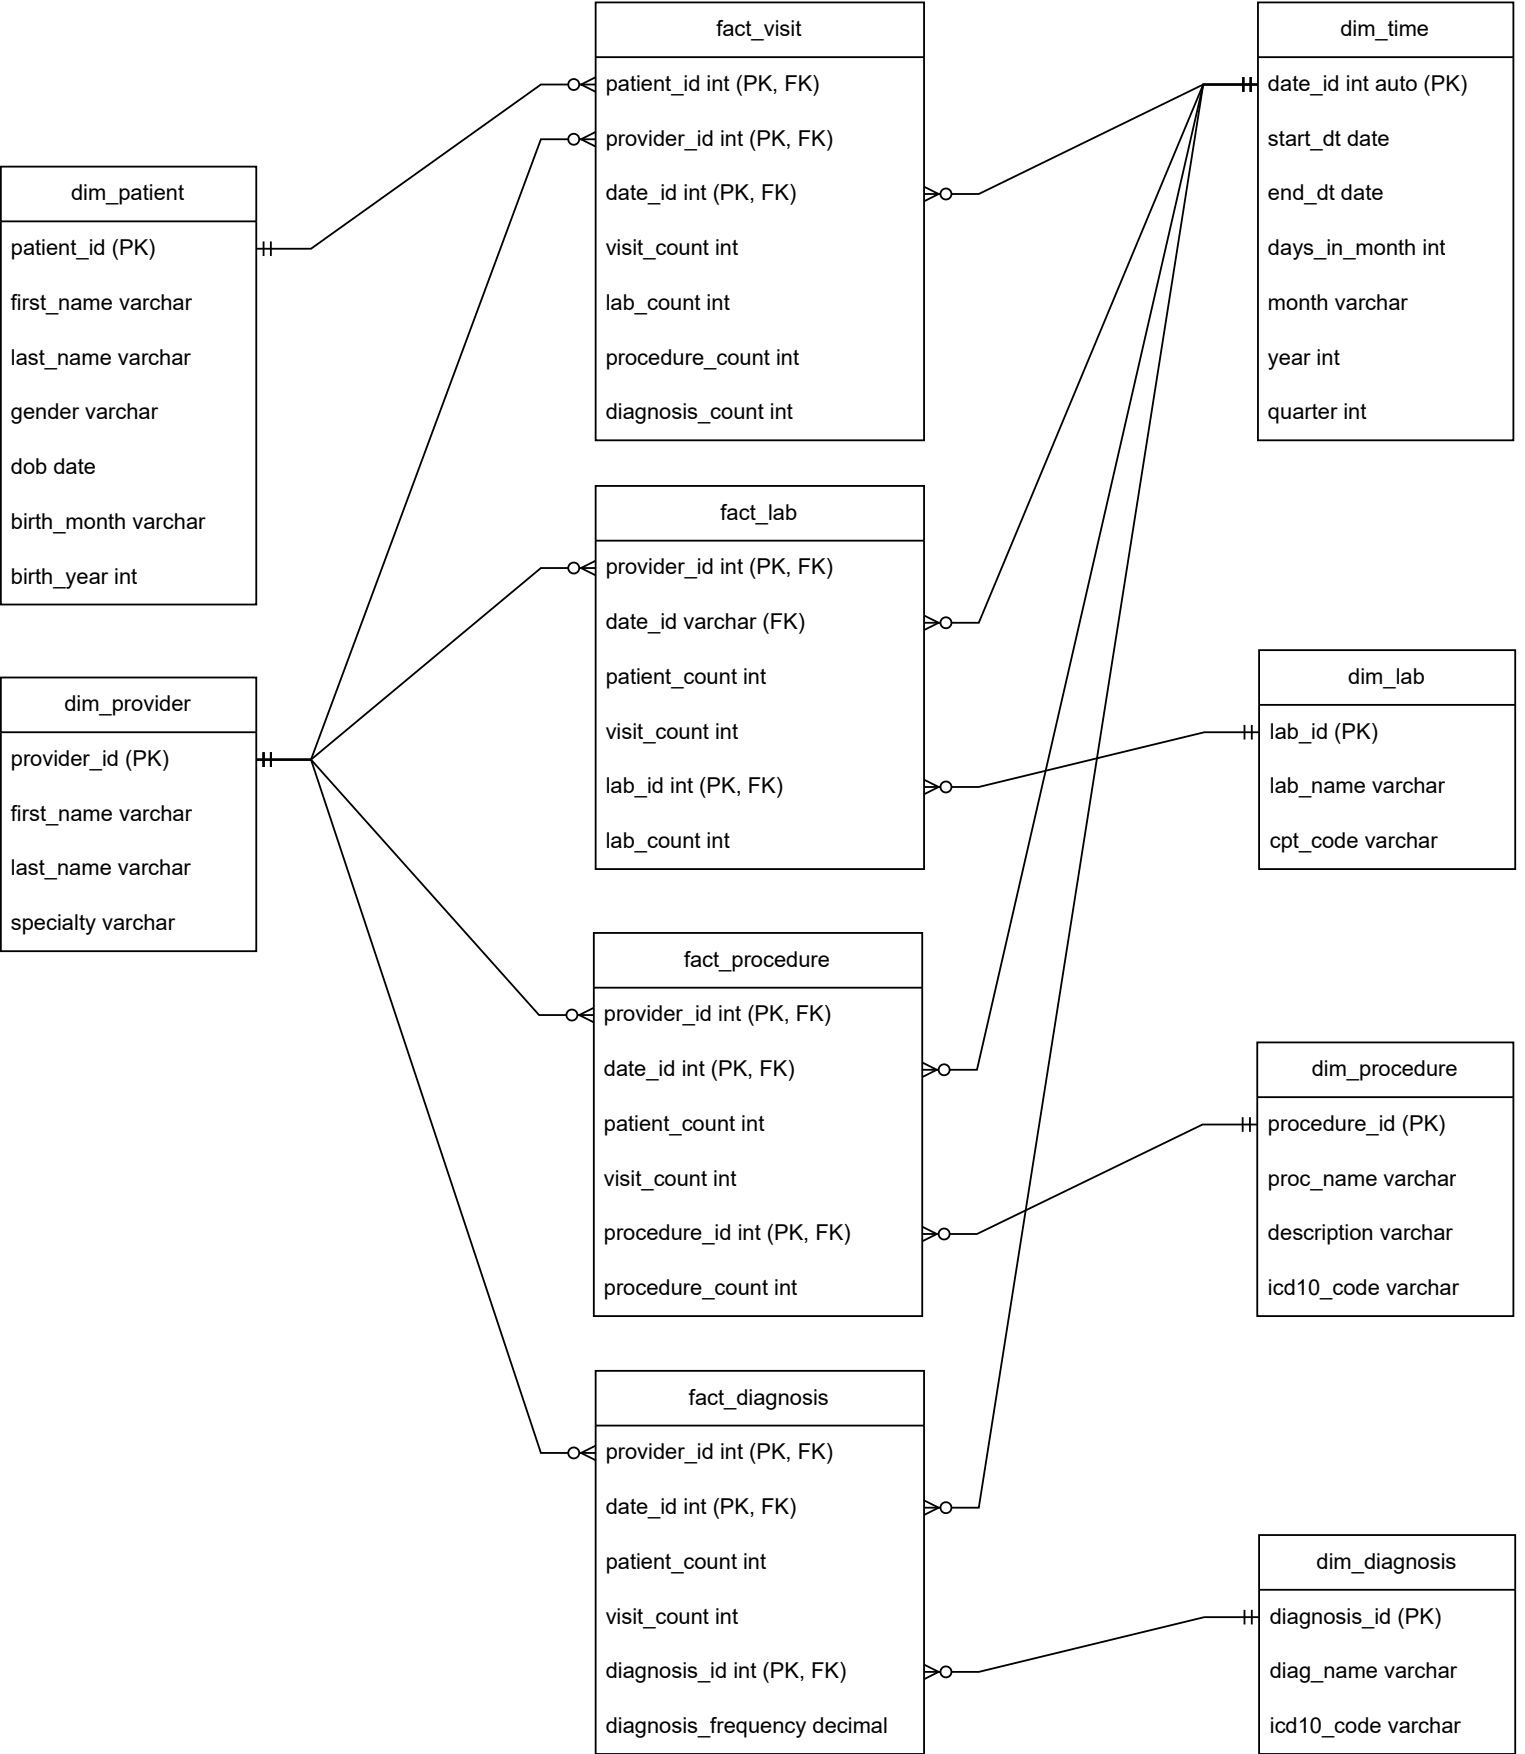 fact_visit
patient_id int (PK, FK)
provider_id int (PK, FK)
date_id int (PK, FK)
visit_count int
lab_count int
procedure_count int
diagnosis_count int
dim_time
date_id int auto (PK)
start_dt date
end_dt date
days_in_month int
month varchar
year int
quarter int
dim_patient
patient_id (PK)
first_name varchar
last_name varchar
gender varchar
dob date
birth_month varchar
birth_year int
fact_lab
provider_id int (PK, FK)
date_id varchar (FK)
patient_count int
visit_count int
lab_id int (PK, FK)
lab_count int
dim_lab
lab_id (PK)
lab_name varchar
cpt_code varchar
dim_provider
provider_id (PK)
first_name varchar
last_name varchar
specialty varchar
fact_procedure
provider_id int (PK, FK)
date_id int (PK, FK)
patient_count int
visit_count int
procedure_id int (PK, FK)
procedure_count int
dim_procedure
procedure_id (PK)
proc_name varchar
description varchar
icd10_code varchar
fact_diagnosis
provider_id int (PK, FK)
date_id int (PK, FK)
patient_count int
visit_count int
diagnosis_id int (PK, FK)
diagnosis_frequency decimal
dim_diagnosis
diagnosis_id (PK)
diag_name varchar
icd10_code varchar